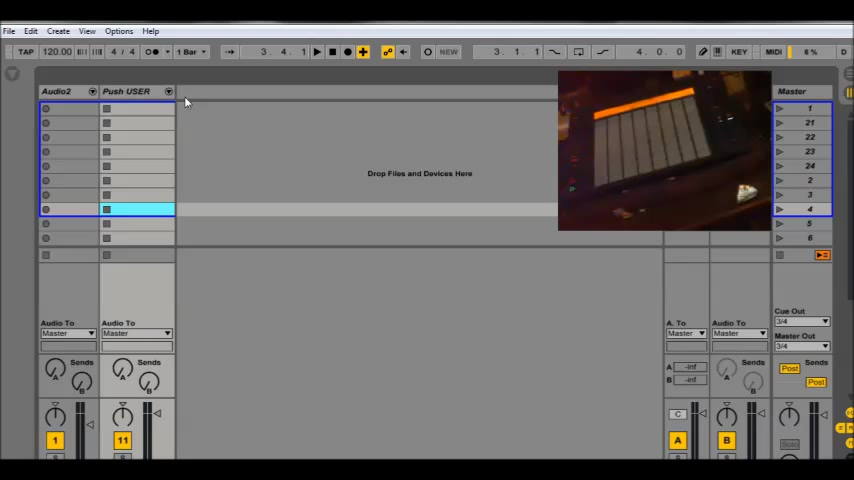 File Edit Create View Options Help
TAP 120.00 4 / 4 1 Bar 3. 4. 1 NEW 3. 1. 1 4. 0. 0 KEY MIDI 6 % D
Audio2 Push USER Master
1
21
22
23
24
2
3
4
5
6
Drop Files and Devices Here
Audio To Audio To A. To Audio To Cue Out
Master Master Master Master 3/4
Master Out
3/4
Sends Sends A -inf Sends Sends
A B A B B -inf A B Post Post
C
1 11 A B Solo
S S S S